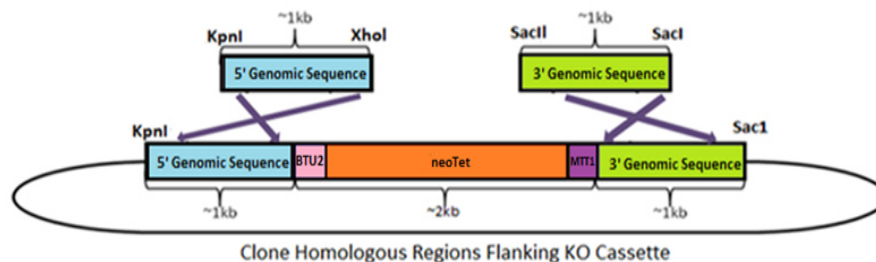 ~1kb
~1kb
KpnI
XhoI
SacII
SacI
5' Genomic Sequence
3' Genomic Sequence
KpnI
Sac1
5' Genomic Sequence
BTU2
neoTet
MTT1
3' Genomic Sequence
~1kb
~2kb
~1kb
Clone Homologous Regions Flanking KO Cassette